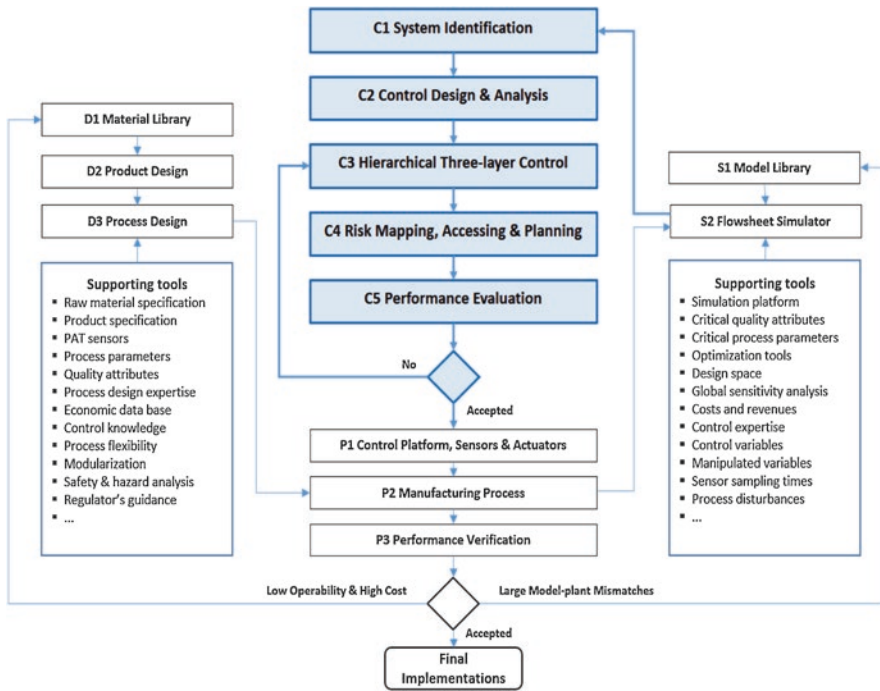 C1 System Identification
C2 Control Design & Analysis
C3 Hierarchical Three-layer Control
C4 Risk Mapping, Accessing & Planning
C5 Performance Evaluation
No
Accepted
D1 Material Library
D2 Product Design
D3 Process Design
Supporting tools
▪ Raw material specification
▪ Product specification
▪ PAT sensors
▪ Process parameters
▪ Quality attributes
▪ Process design expertise
▪ Economic data base
▪ Control knowledge
▪ Process flexibility
▪ Modularization
▪ Safety & hazard analysis
▪ Regulator's guidance
▪ ...
S1 Model Library
S2 Flowsheet Simulator
Supporting tools
▪ Simulation platform
▪ Critical quality attributes
▪ Critical process parameters
▪ Optimization tools
▪ Design space
▪ Global sensitivity analysis
▪ Costs and revenues
▪ Control expertise
▪ Control variables
▪ Manipulated variables
▪ Sensor sampling times
▪ Process disturbances
▪ ...
P1 Control Platform, Sensors & Actuators
P2 Manufacturing Process
P3 Performance Verification
Low Operability & High Cost
Large Model-plant Mismatches
Accepted
Final
Implementations